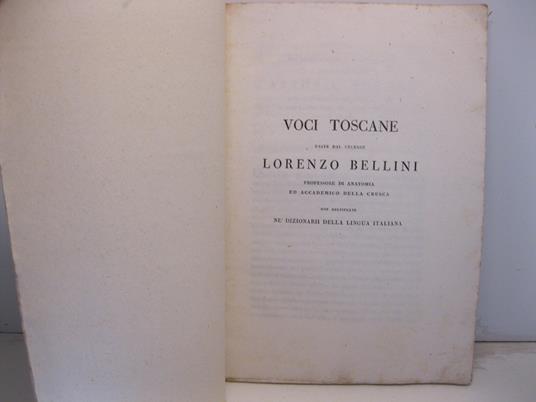 VOCI TOSCANE
USATE DAL CELEBRE
LORENZO BELLINI
PROFESSORE DI ANATOMIA
ED ACCADEMICO DELLA CRUSCA
NON REGISTRATE
NE' DIZIONARII DELLA LINGUA ITALIANA